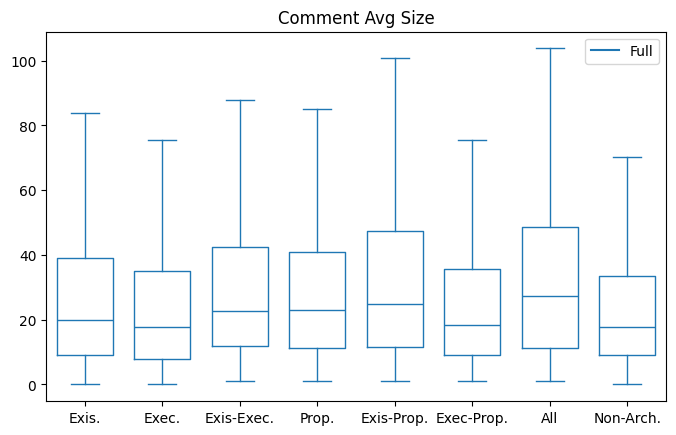 Comment Avg Size
Full
100
80
60
40
20
0
Exis. Exec. Exis-Exec. Prop. Exis-Prop. Exec-Prop. All Non-Arch.